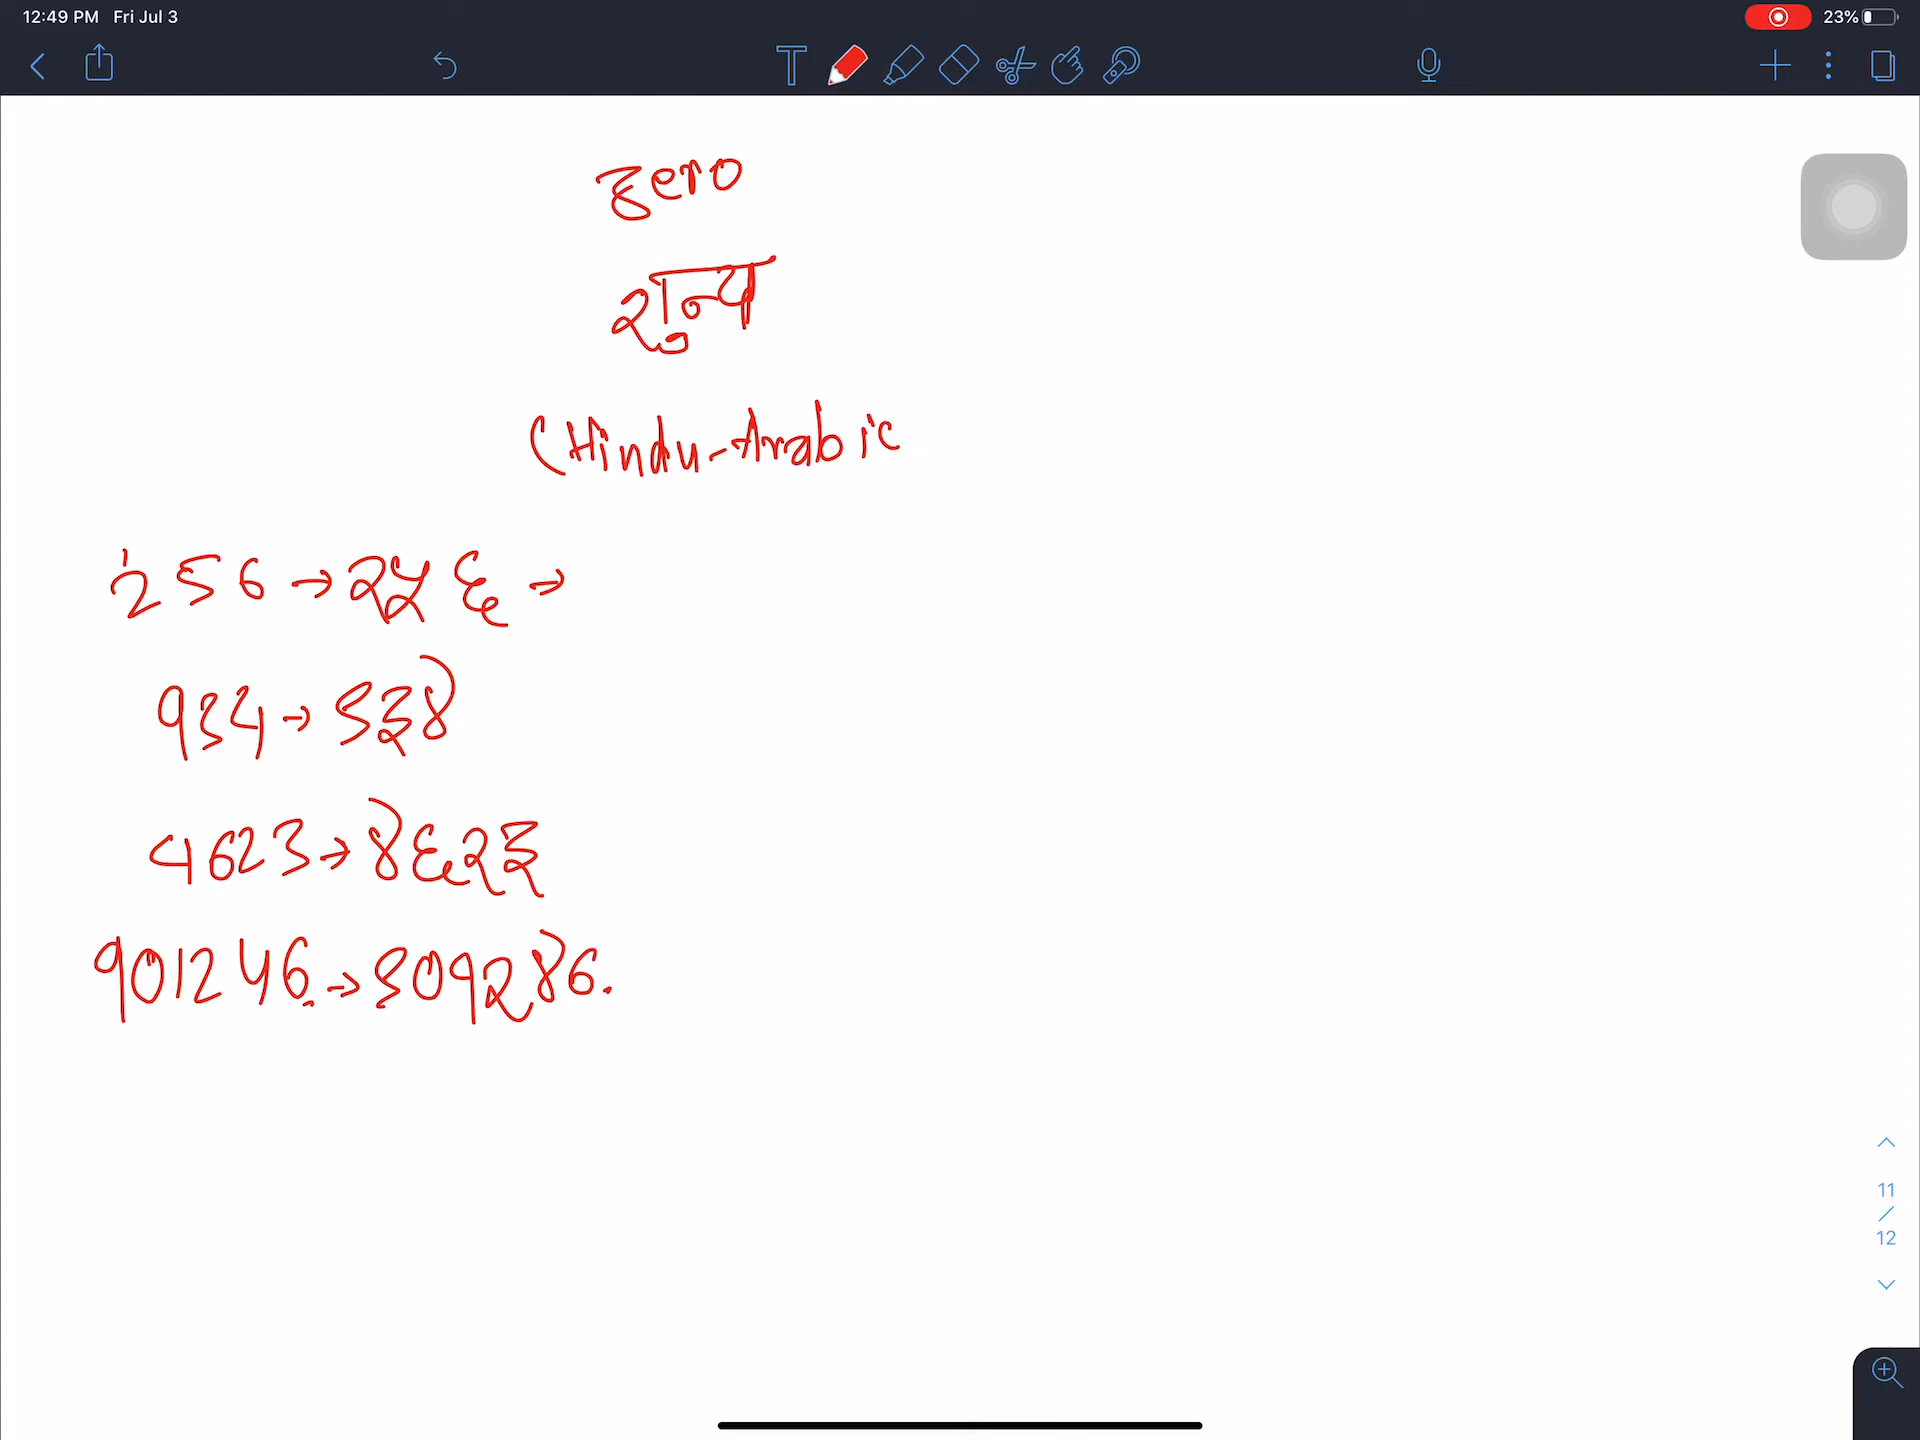 12:49 PM Fri Jul 3
23%
T
zero
शुन्य
(Hindu-Arabic
256 → २५६ →
934 → ९३४
4623 → ४६२३
901246. → ९०१२४6.
11
/
12